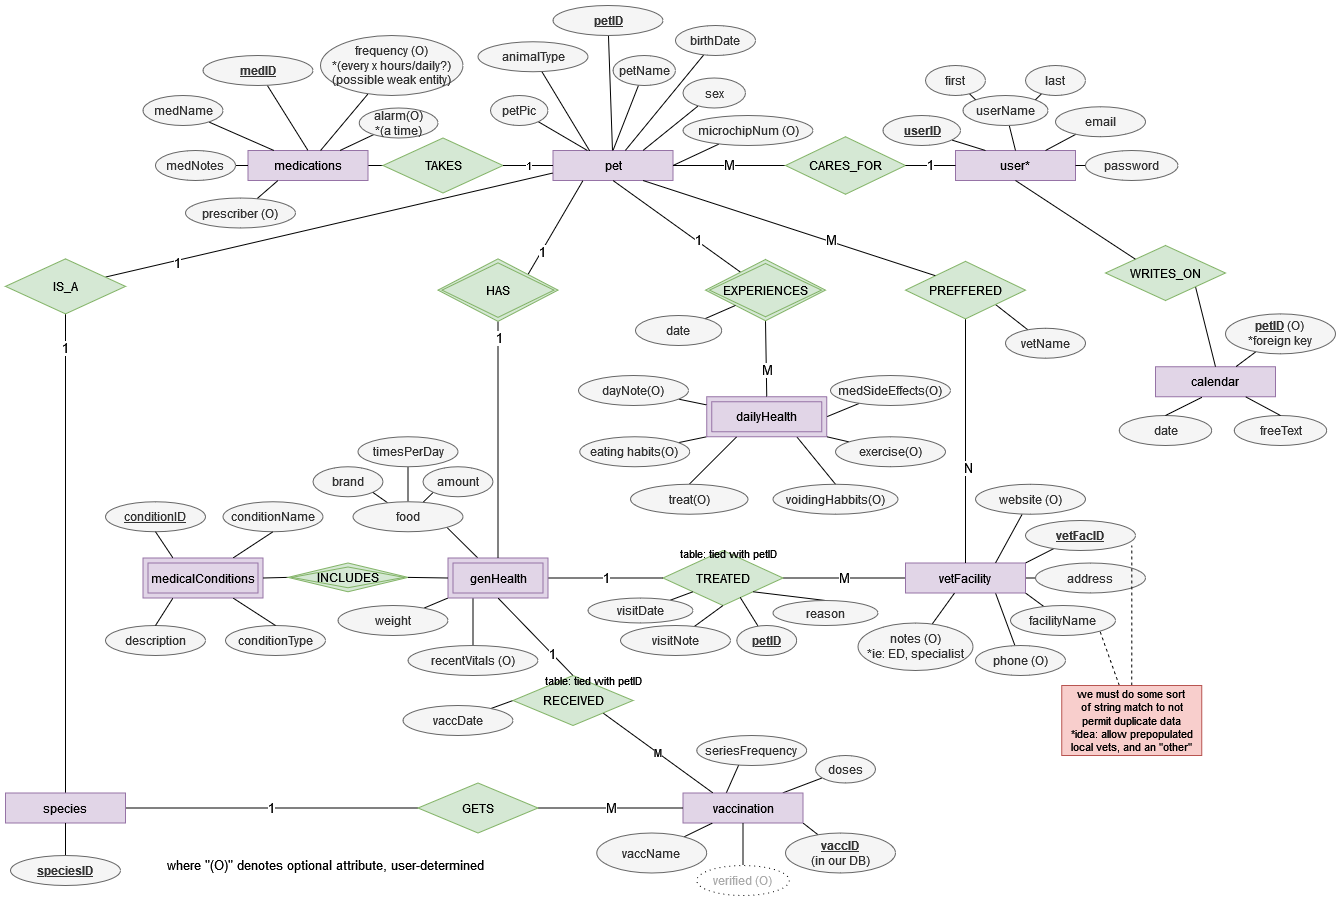 petID
birthDate
animalType
petName
sex
petPic
microchipNum (O)
frequency (O)
*(every x hours/daily?)
(possible weak entity)
medID
medName
alarm(O)
*(a time)
medNotes
medications
prescriber (O)
TAKES
1
pet
M
CARES_FOR
1
user*
first
last
userName
userID
email
password
IS_A
1
1
HAS
1
1
EXPERIENCES
1
date
M
PREFFERED
M
vetName
N
WRITES_ON
petID (O)
*foreign key
calendar
date
freeText
dayNote(O)
medSideEffects(O)
dailyHealth
eating habits(O)
exercise(O)
treat(O)
voidingHabbits(O)
timesPerDay
brand
amount
food
conditionID
conditionName
medicalConditions
description
conditionType
INCLUDES
genHealth
weight
recentVitals (O)
1
table: tied with petID
TREATED
M
visitDate
visitNote
petID
reason
website (O)
vetFacID
vetFacility
address
facilityName
notes (O)
*ie: ED, specialist
phone (O)
we must do some sort
of string match to not
permit duplicate data
*idea: allow prepopulated
local vets, and an "other"
1
table: tied with petID
RECEIVED
vaccDate
M
seriesFrequency
doses
species
1
GETS
M
vaccination
vaccName
vaccID
(in our DB)
verified (O)
speciesID
where "(O)" denotes optional attribute, user-determined